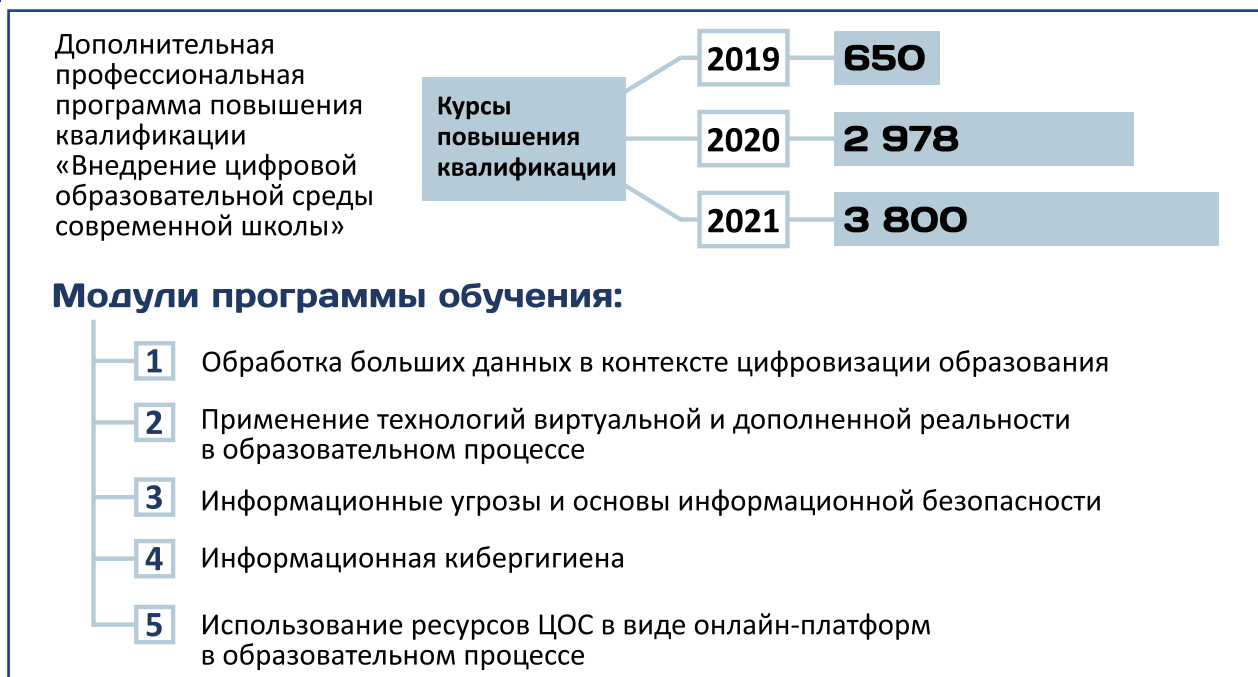 Дополнительная
профессиональная
программа повышения
квалификации
«Внедрение цифровой
образовательной среды
современной школы»
Курсы
повышения
квалификации
2019
650
2020
2 978
2021
3 800
Модули программы обучения:
1 Обработка больших данных в контексте цифровизации образования
2 Применение технологий виртуальной и дополненной реальности
в образовательном процессе
3 Информационные угрозы и основы информационной безопасности
4 Информационная кибергигиена
5 Использование ресурсов ЦОС в виде онлайн-платформ
в образовательном процессе